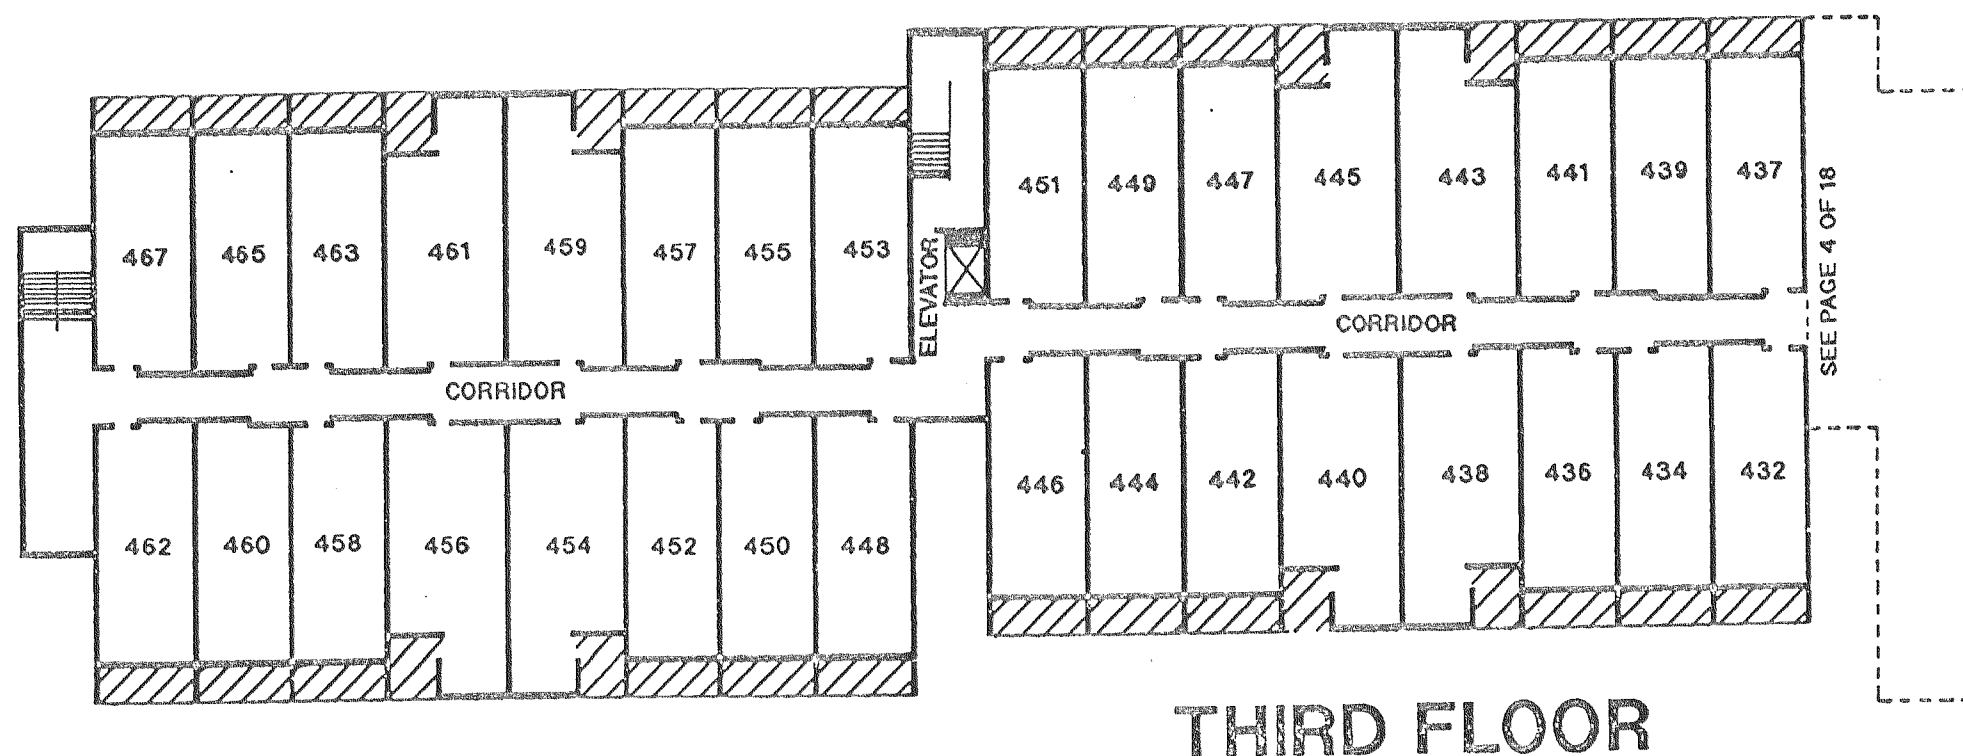 451 449 447 445 443 441 439 437
467 465 463 461 459 457 455 453
ELEVATOR
SEE PAGE 4 OF 18
CORRIDOR
CORRIDOR
446 444 442 440 438 436 434 432
462 460 458 456 454 452 450 448
THIRD FLOOR